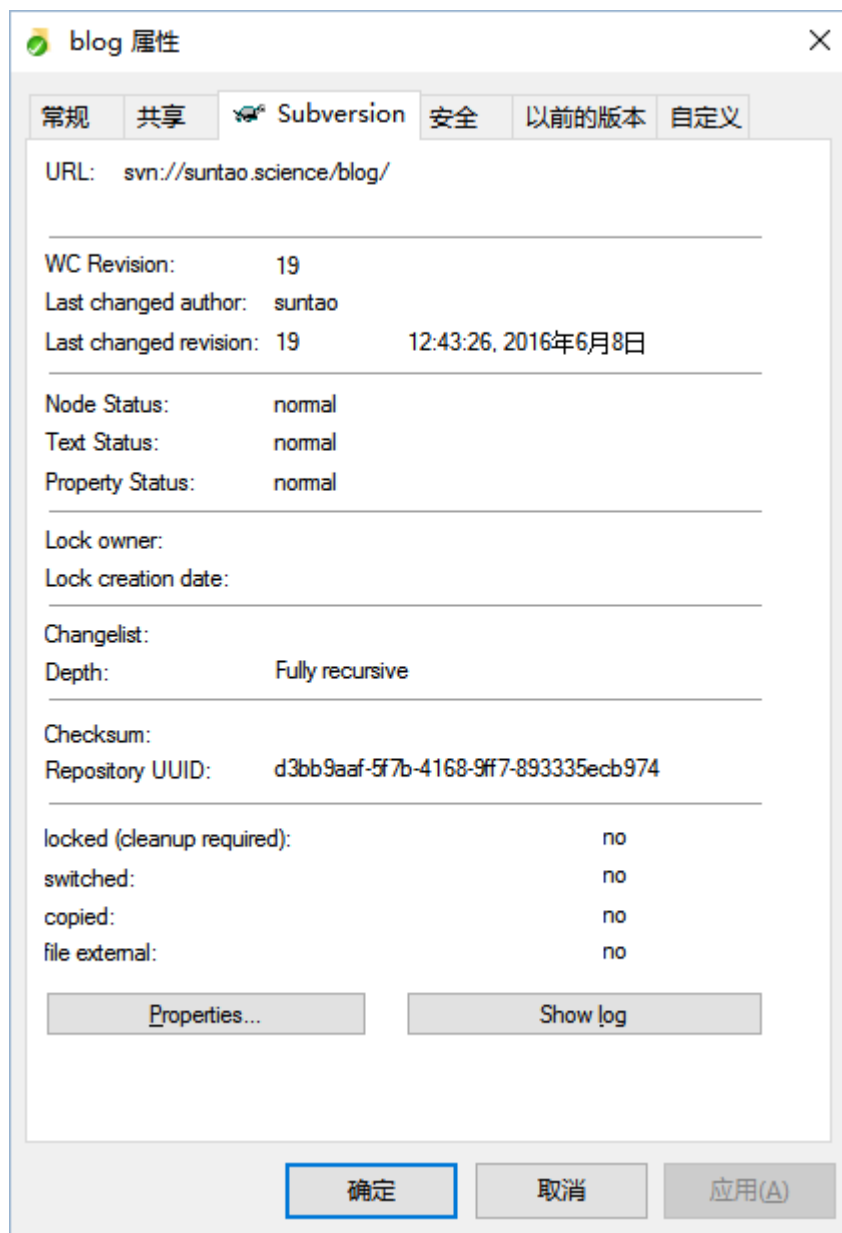 blog 属性
常规 共享 Subversion 安全 以前的版本 自定义
URL: svn://suntao.science/blog/
WC Revision: 19
Last changed author: suntao
Last changed revision: 19 12:43:26, 2016年6月8日
Node Status: normal
Text Status: normal
Property Status: normal
Lock owner:
Lock creation date:
Changelist:
Depth: Fully recursive
Checksum:
Repository UUID: d3bb9aaf-5f7b-4168-9ff7-893335ecb974
locked (cleanup required): no
switched: no
copied: no
file external: no
Properties... Show log
确定 取消 应用(A)